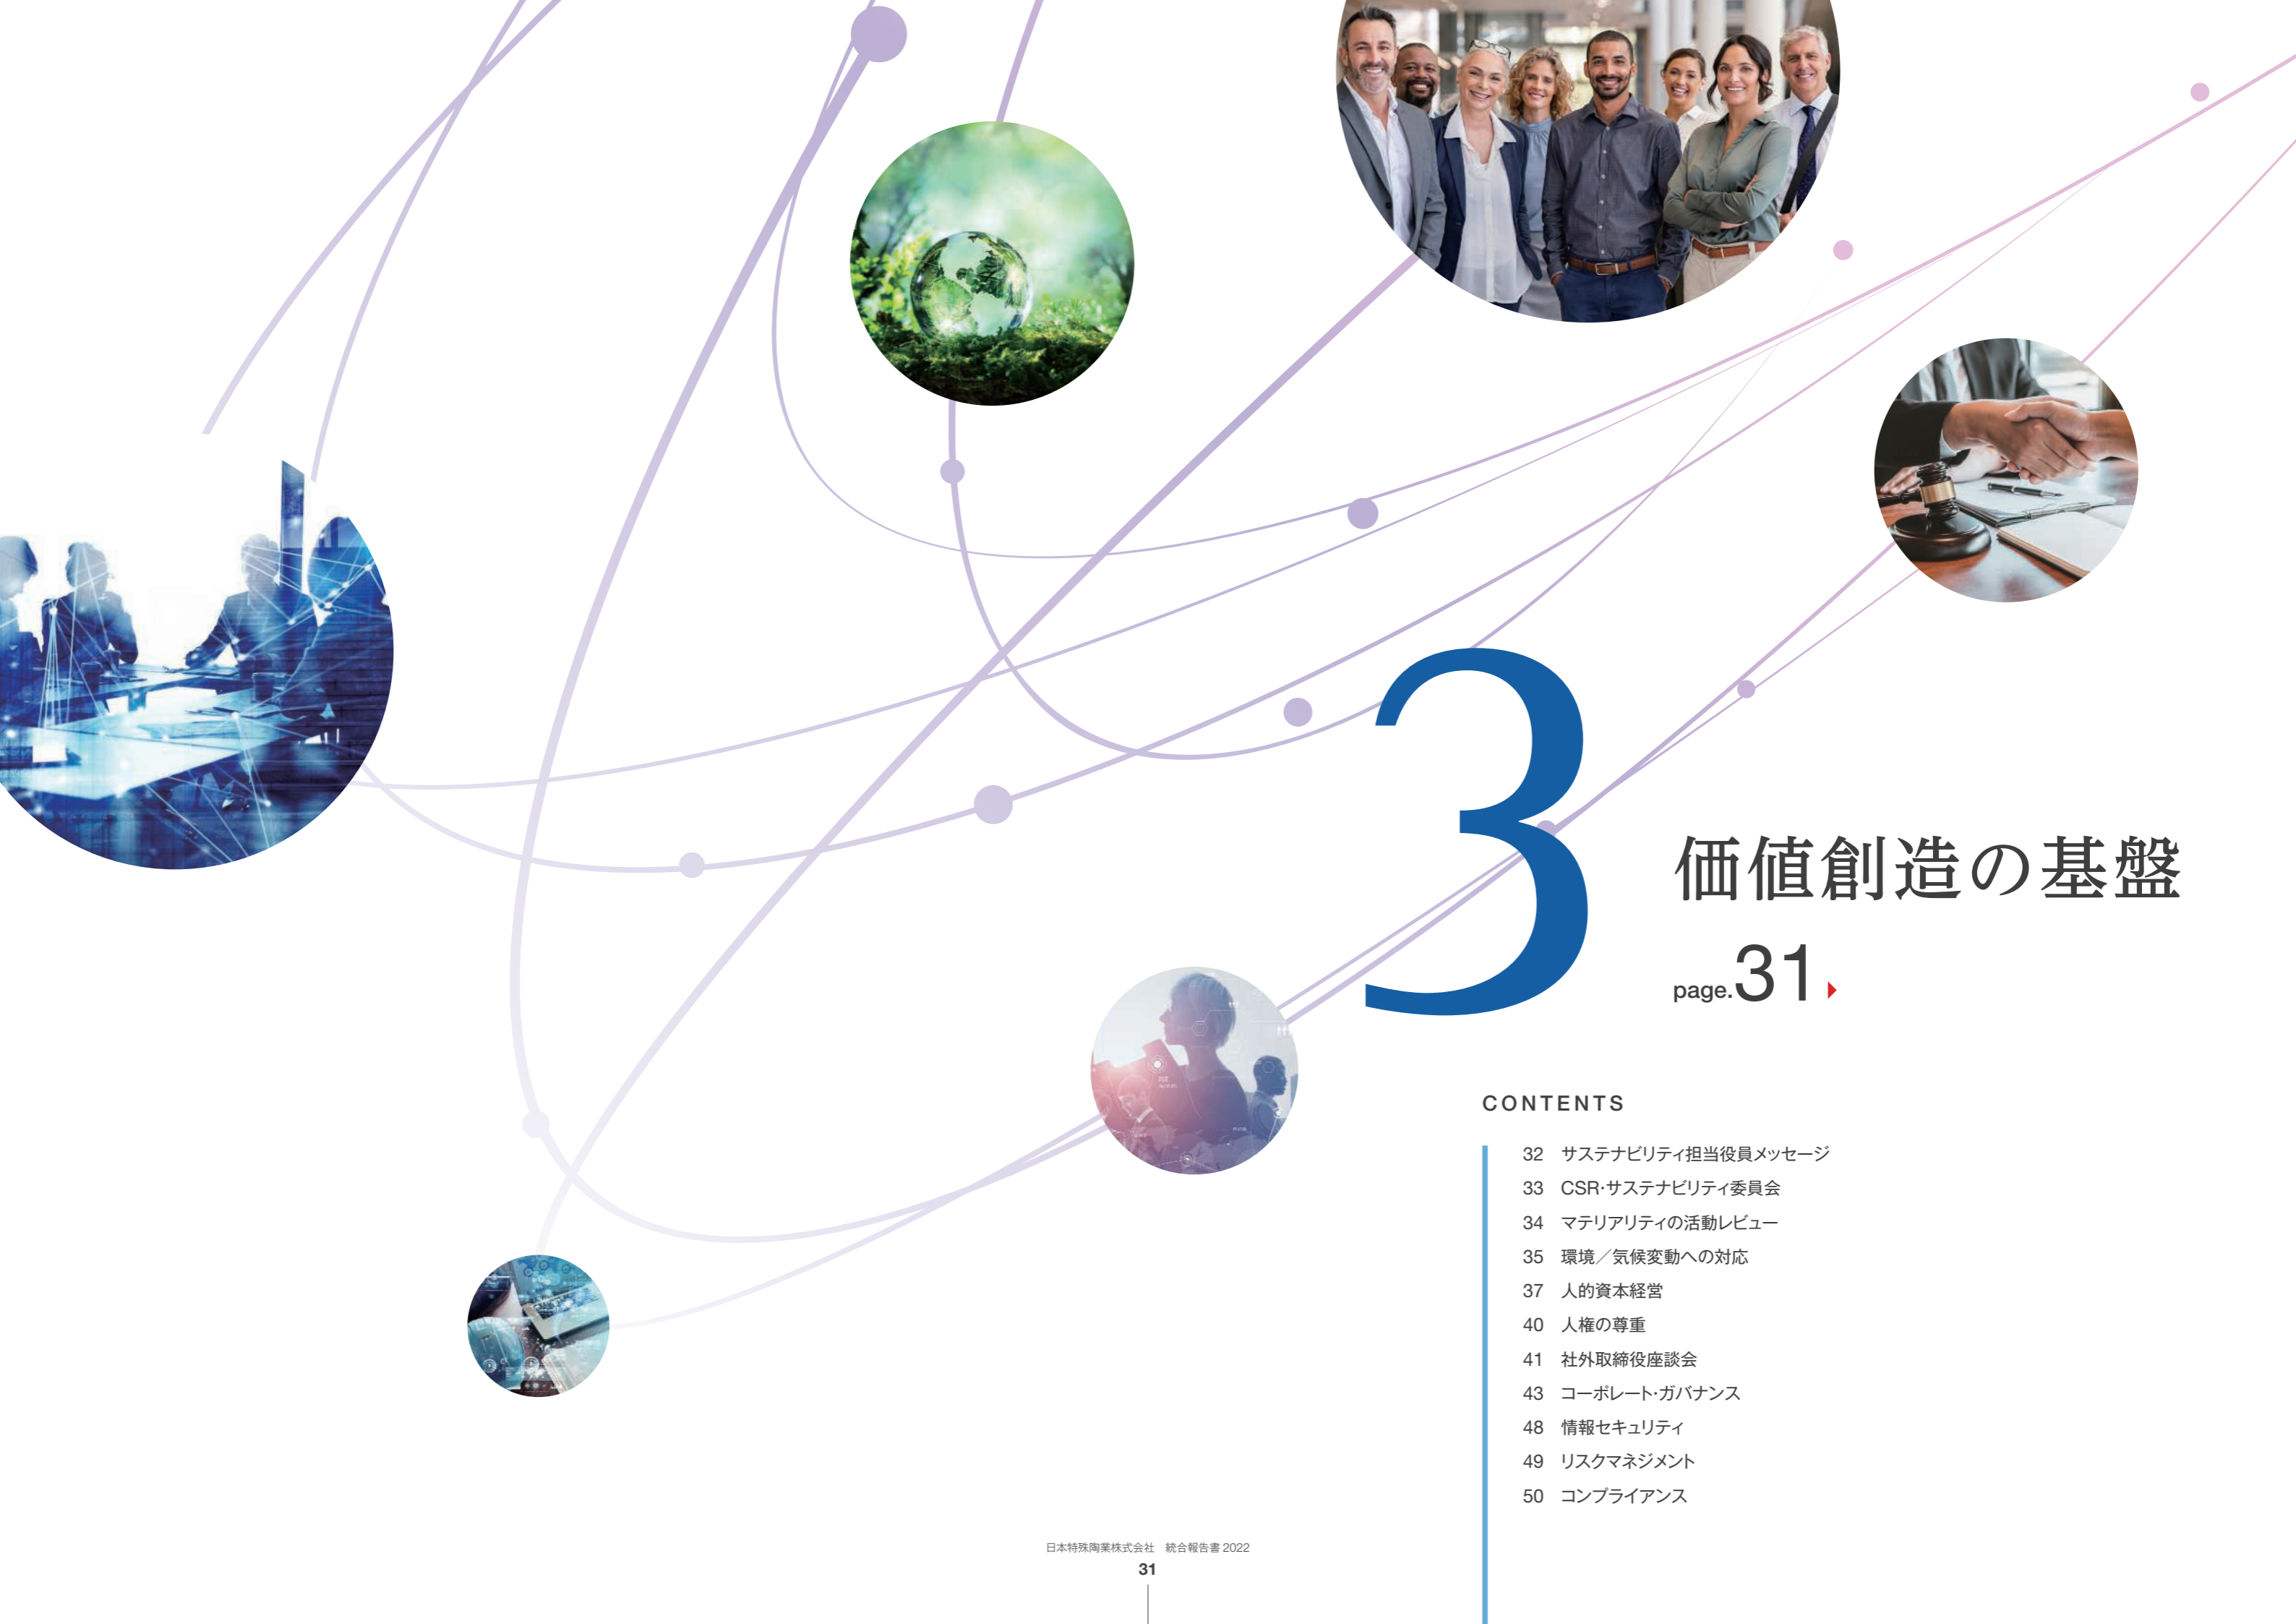 3
価値創造の基盤
page.31
CONTENTS
32 サステナビリティ担当役員メッセージ
33 CSR・サステナビリティ委員会
34 マテリアリティの活動レビュー
35 環境／気候変動への対応
37 人的資本経営
40 人権の尊重
41 社外取締役座談会
43 コーポレート・ガバナンス
48 情報セキュリティ
49 リスクマネジメント
50 コンプライアンス
日本特殊陶業株式会社 統合報告書 2022
31